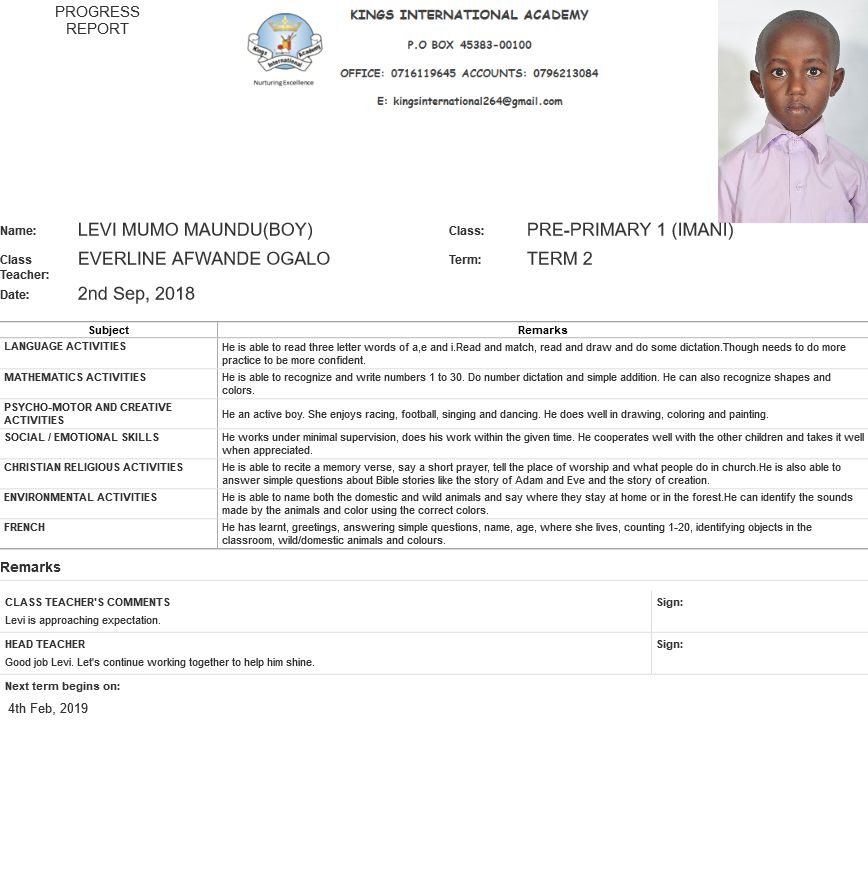 PROGRESS
REPORT
KINGS INTERNATIONAL ACADEMY
P.O BOX 45383-00100
OFFICE: 0716119645 ACCOUNTS: 0796213084
E: kingsinternational264@gmail.com
Kings Academy
International
Nurturing Excellence
Name: LEVI MUMO MAUNDU(BOY) Class: PRE-PRIMARY 1 (IMANI)
Class
Teacher: EVERLINE AFWANDE OGALO Term: TERM 2
Date: 2nd Sep, 2018
Subject Remarks
LANGUAGE ACTIVITIES He is able to read three letter words of a,e and i.Read and match, read and draw and do some dictation.Though needs to do more
practice to be more confident.
MATHEMATICS ACTIVITIES He is able to recognize and write numbers 1 to 30. Do number dictation and simple addition. He can also recognize shapes and
colors.
PSYCHO-MOTOR AND CREATIVE
ACTIVITIES He an active boy. She enjoys racing, football, singing and dancing. He does well in drawing, coloring and painting.
SOCIAL / EMOTIONAL SKILLS He works under minimal supervision, does his work within the given time. He cooperates well with the other children and takes it well
when appreciated.
CHRISTIAN RELIGIOUS ACTIVITIES He is able to recite a memory verse, say a short prayer, tell the place of worship and what people do in church.He is also able to
answer simple questions about Bible stories like the story of Adam and Eve and the story of creation.
ENVIRONMENTAL ACTIVITIES He is able to name both the domestic and wild animals and say where they stay at home or in the forest.He can identify the sounds
made by the animals and color using the correct colors.
FRENCH He has learnt, greetings, answering simple questions, name, age, where she lives, counting 1-20, identifying objects in the
classroom, wild/domestic animals and colours.
Remarks
CLASS TEACHER'S COMMENTS Sign:
Levi is approaching expectation.
HEAD TEACHER Sign:
Good job Levi. Let's continue working together to help him shine.
Next term begins on:
4th Feb, 2019